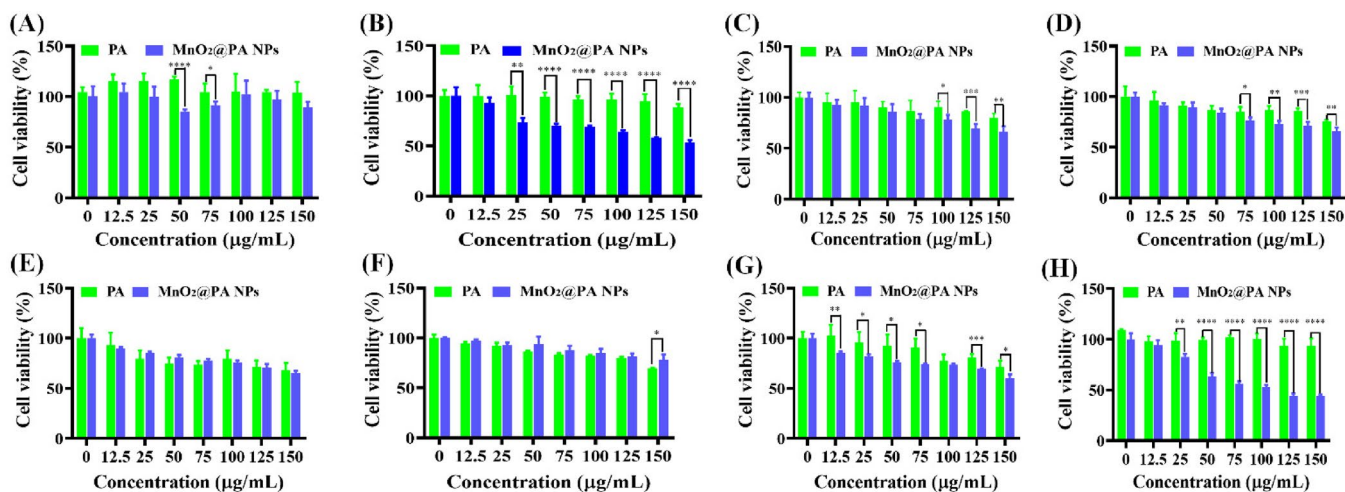 (A)
PA MnO2@PA NPs
Cell viability (%)
150
100
50
0
**** *
0 12.5 25 50 75 100 125 150
Concentration (μg/mL)
(B)
PA MnO2@PA NPs
Cell viability (%)
150
100
50
0
** **** **** **** **** ****
0 12.5 25 50 75 100 125 150
Concentration (μg/mL)
(C)
PA MnO2@PA NPs
Cell viability (%)
150
100
50
0
* *** **
0 12.5 25 50 75 100 125 150
Concentration (μg/mL)
(D)
PA MnO2@PA NPs
Cell viability (%)
150
100
50
0
* ** *** **
0 12.5 25 50 75 100 125 150
Concentration (μg/mL)
(E)
PA MnO2@PA NPs
Cell viability (%)
150
100
50
0
0 12.5 25 50 75 100 125 150
Concentration (μg/mL)
(F)
PA MnO2@PA NPs
Cell viability (%)
150
100
50
0
*
0 12.5 25 50 75 100 125 150
Concentration (μg/mL)
(G)
PA MnO2@PA NPs
Cell viability (%)
150
100
50
0
** * * * *** *
0 12.5 25 50 75 100 125 150
Concentration (μg/mL)
(H)
PA MnO2@PA NPs
Cell viability (%)
150
100
50
0
** **** **** **** **** ****
0 12.5 25 50 75 100 125 150
Concentration (μg/mL)